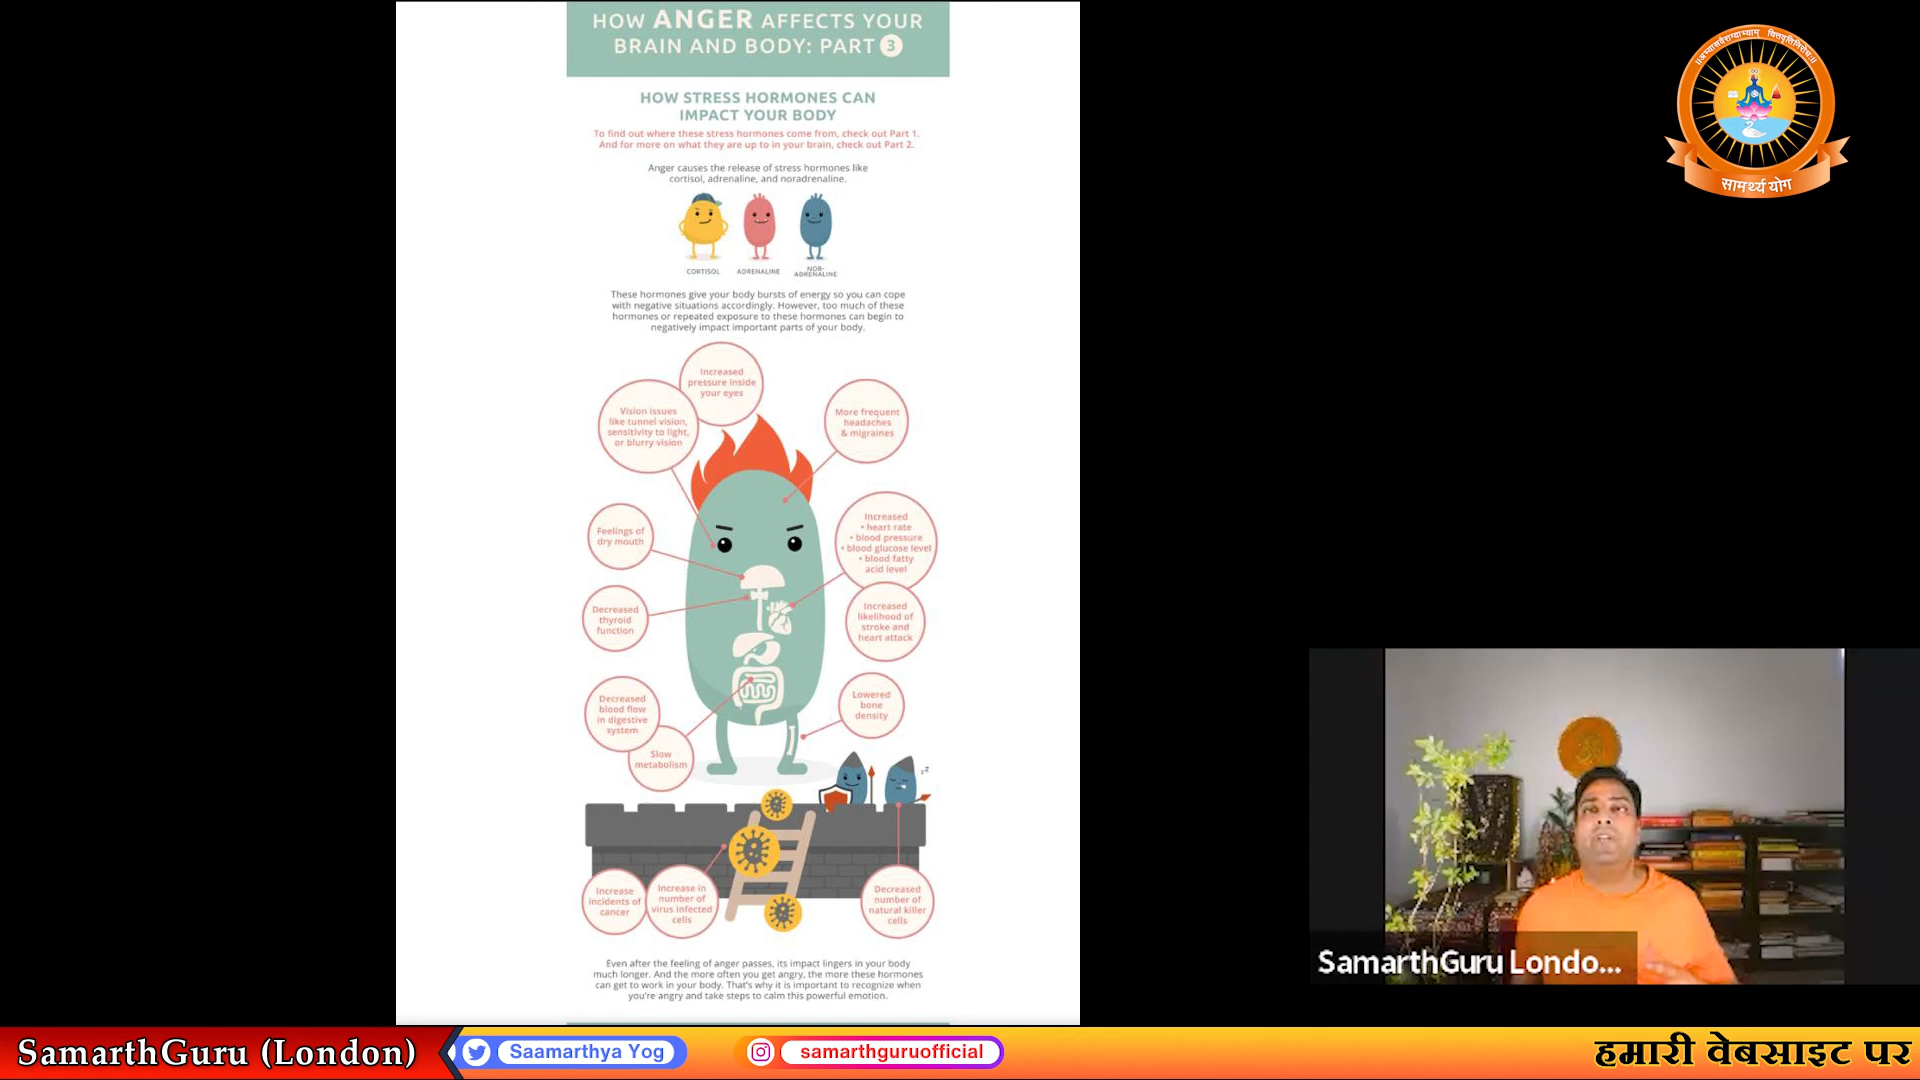 HOW ANGER AFFECTS YOUR
BRAIN AND BODY: PART 3
HOW STRESS HORMONES CAN
IMPACT YOUR BODY
To find out where these stress hormones come from, check out Part 1.
And for more on what they are up to in your brain, check out Part 2.
Anger causes the release of stress hormones like
cortisol, adrenaline, and noradrenaline.
CORTISOL
ADRENALINE
NOR-
ADRENALINE
These hormones give your body bursts of energy so you can cope
with negative situations accordingly. However, too much of these
hormones or repeated exposure to these hormones can begin to
negatively impact important parts of your body.
Increased
pressure inside
your eyes
Vision issues
like tunnel vision,
sensitivity to light,
or blurry vision
More frequent
headaches
& migraines
Feelings of
dry mouth
Increased
• heart rate
• blood pressure
• blood glucose level
• blood fatty
acid level
Decreased
thyroid
function
Increased
likelihood of
stroke and
heart attack
Decreased
blood flow
in digestive
system
Slow
metabolism
Lowered
bone
density
zz
Increase
incidents of
cancer
Increase in
number of
virus infected
cells
Decreased
number of
natural killer
cells
Even after the feeling of anger passes, its impact lingers in your body
much longer. And the more often you get angry, the more these hormones
can get to work in your body. That's why it is important to recognize when
you're angry and take steps to calm this powerful emotion.
॥अभ्यासवैराग्याभ्याम् चित्तवृत्तिनिरोधः॥
सामर्थ्य योग
SamarthGuru Londo...
SamarthGuru (London)
Saamarthya Yog
samarthguruofficial
हमारी वेबसाइट पर